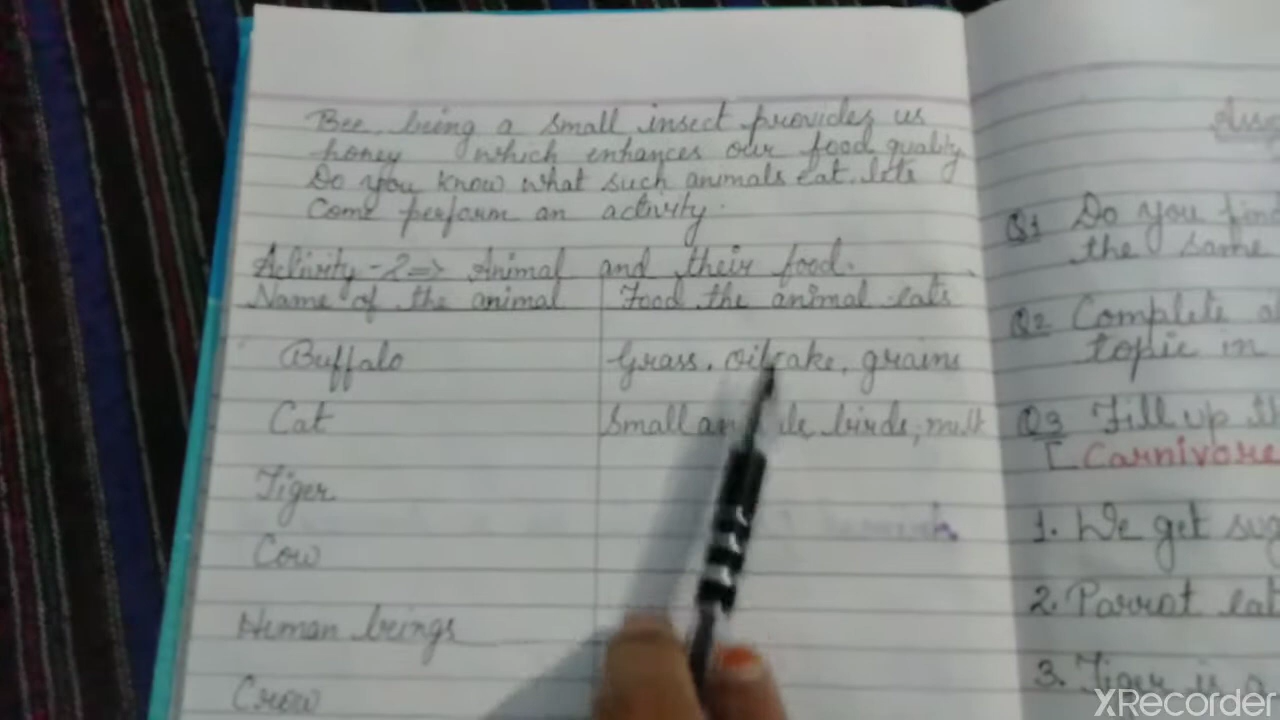 Bee being a small insect provides us
honey which enhances our food quality
Do you know what such animals eat. lets
Come perform an activity.
Activity-2=> Animal and their food.
Name of the animal Food the animal eats
Buffalo Grass, oilcake, grains
Cat Small birds, milk
Tiger
Cow
Human beings
Crow
Q1 Do you find
the same
Q2 Complete
topic in
Q3 Fill up
[Carnivore
1. We get
2. Parrot
3. Tiger is a
XRecorder